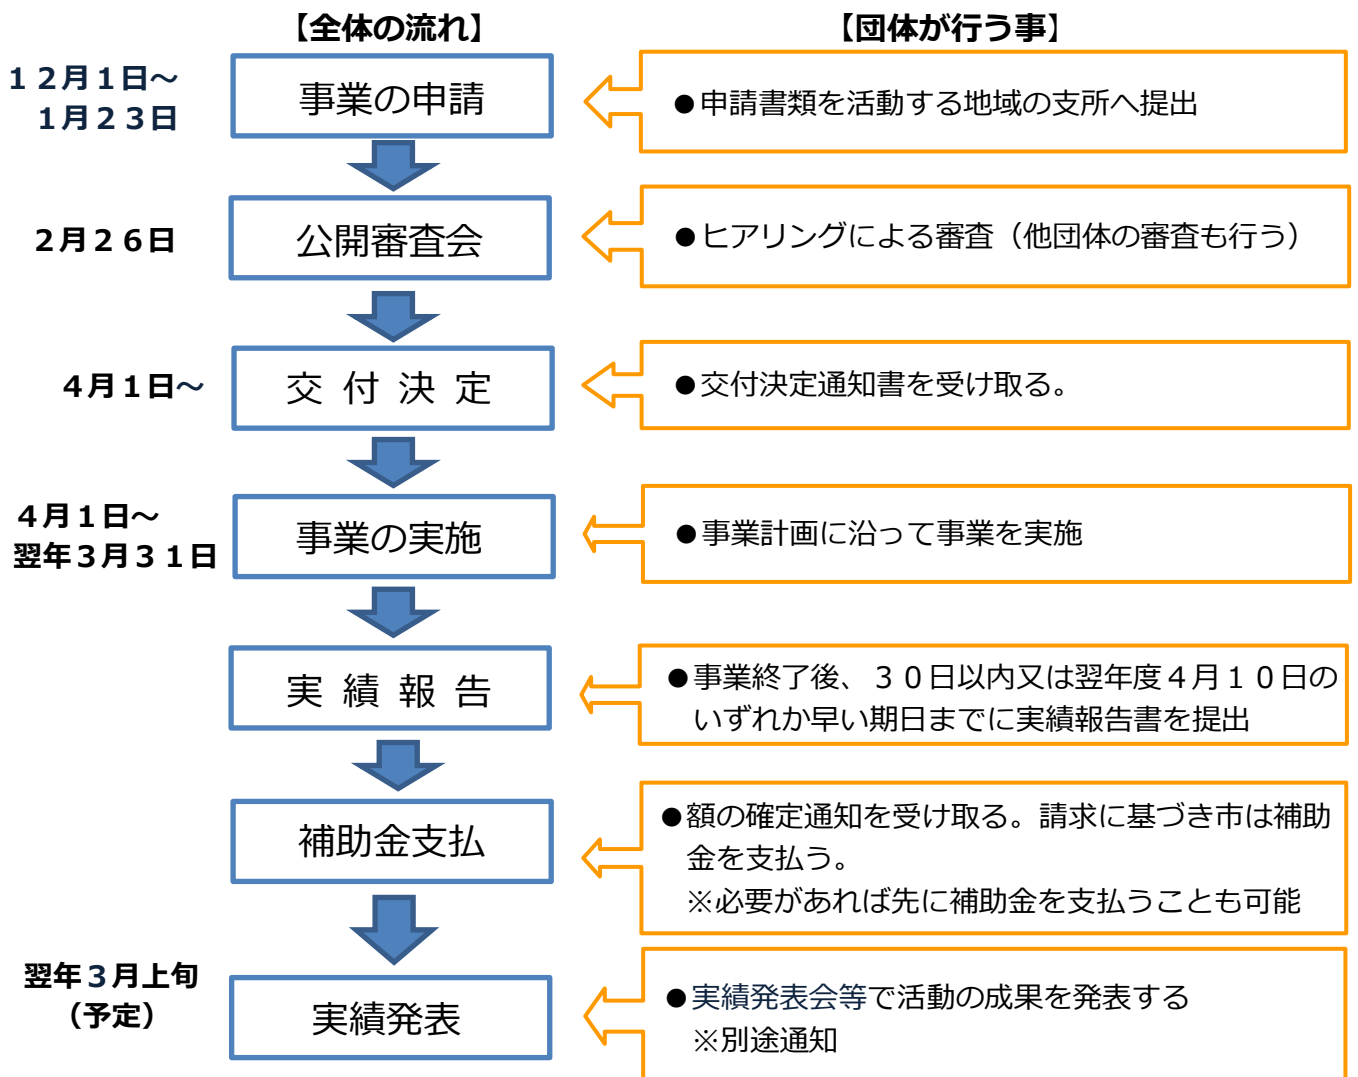 【全体の流れ】
【団体が行う事】
１２月１日～
１月２３日
事業の申請
●申請書類を活動する地域の支所へ提出
２月２６日
公開審査会
●ヒアリングによる審査（他団体の審査も行う）
４月１日～
交 付 決 定
●交付決定通知書を受け取る。
４月１日～
翌年３月３１日
事業の実施
●事業計画に沿って事業を実施
実 績 報 告
●事業終了後、３０日以内又は翌年度４月１０日の
いずれか早い期日までに実績報告書を提出
補助金支払
●額の確定通知を受け取る。請求に基づき市は補助
金を支払う。
※必要があれば先に補助金を支払うことも可能
翌年３月上旬
（予定）
実績発表
●実績発表会等で活動の成果を発表する
※別途通知